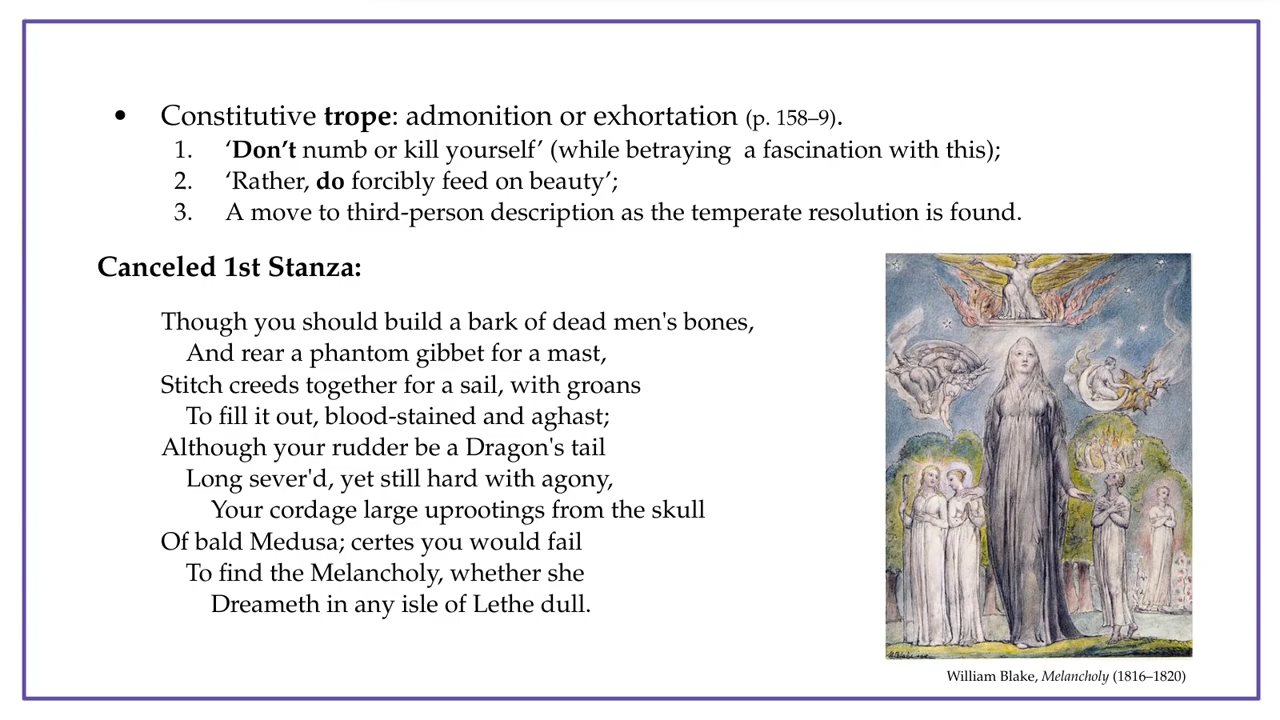 • Constitutive trope: admonition or exhortation (p. 158–9).
1. ‘Don’t numb or kill yourself’ (while betraying  a fascination with this);
2. ‘Rather, do forcibly feed on beauty’;
3. A move to third-person description as the temperate resolution is found.
Canceled 1st Stanza:
Though you should build a bark of dead men's bones,
And rear a phantom gibbet for a mast,
Stitch creeds together for a sail, with groans
To fill it out, blood-stained and aghast;
Although your rudder be a Dragon's tail
Long sever'd, yet still hard with agony,
Your cordage large uprootings from the skull
Of bald Medusa; certes you would fail
To find the Melancholy, whether she
Dreameth in any isle of Lethe dull.
William Blake, Melancholy (1816–1820)